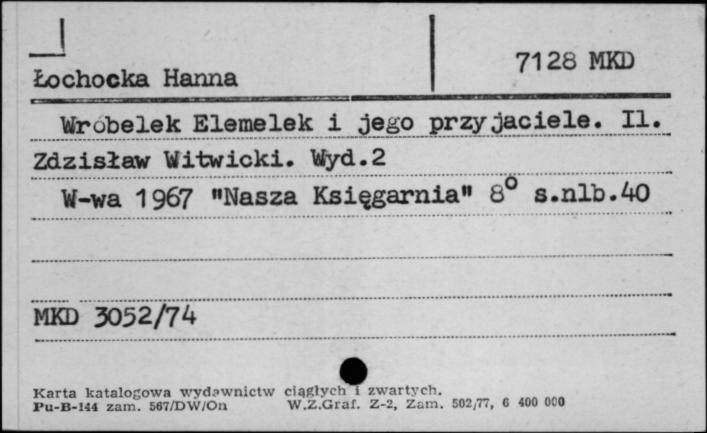 7128 MKD
Łochocka Hanna
Wróbelek Elemelek i jego przyjaciele. Il.
Zdzisław Witwicki. Wyd.2
W-wa 1967 "Nasza Księgarnia" 8° s.nlb.40
MKD 3052/74
Karta katalogowa wydawnictw ciągłych i zwartych.
Pu-B-144 zam. 567/DW/On W.Z.Graf. Z-2, Zam. 502/77, 6 400 000